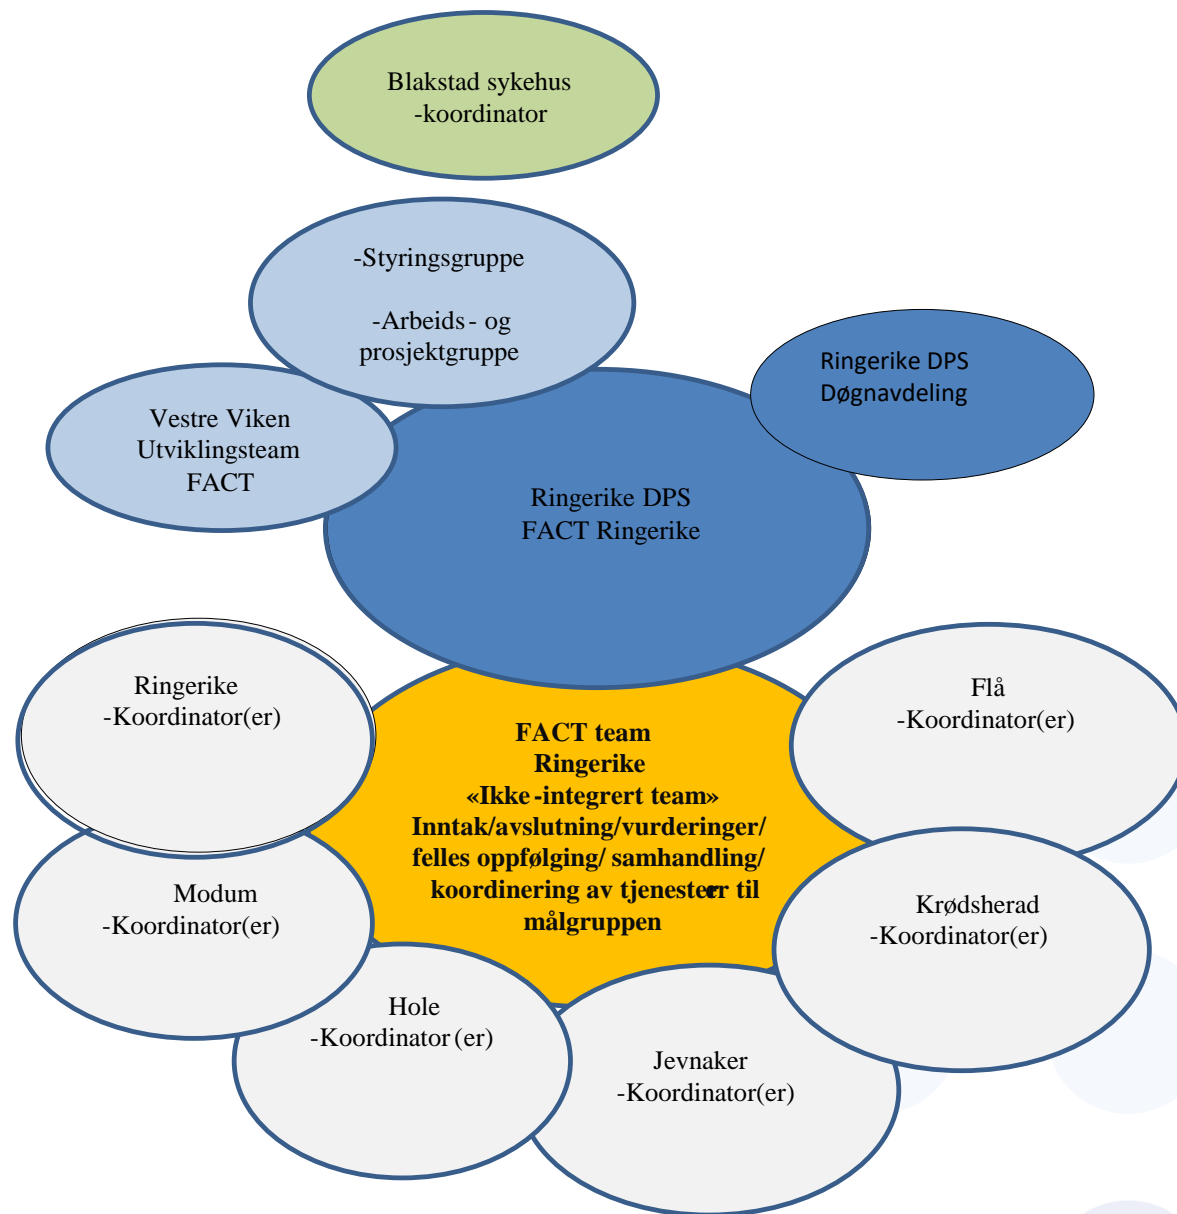 Blakstad sykehus
-koordinator
-Styringsgruppe
-Arbeids- og
prosjektgruppe
Ringerike DPS
Døgnavdeling
Vestre Viken
Utviklingsteam
FACT
Ringerike DPS
FACT Ringerike
Ringerike
-Koordinator(er)
Flå
-Koordinator(er)
FACT team
Ringerike
«Ikke-integrert team»
Inntak/avslutning/vurderinger/
felles oppfølging/ samhandling/
koordinering av tjenester til
målgruppen
Modum
-Koordinator(er)
Krødsherad
-Koordinator(er)
Hole
-Koordinator (er)
Jevnaker
-Koordinator(er)